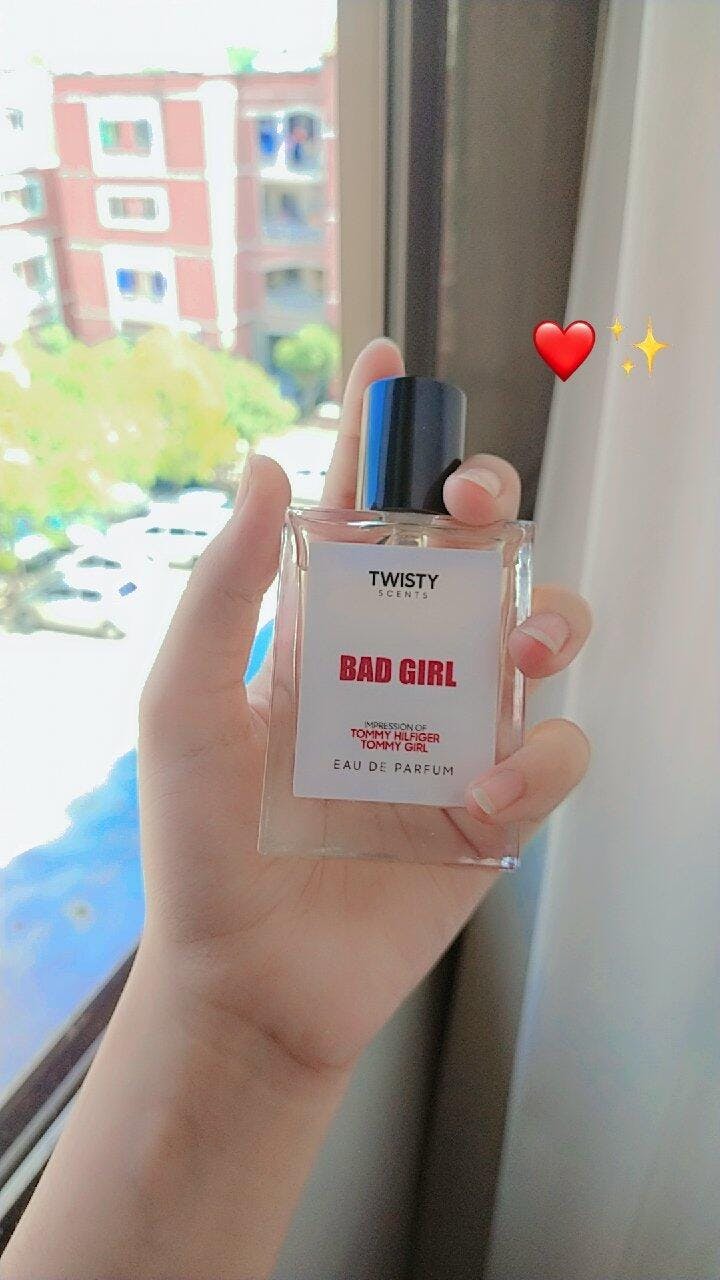 TWISTY
SCENTS
BAD GIRL
IMPRESSION OF
TOMMY HILFIGER
TOMMY GIRL
EAU DE PARFUM